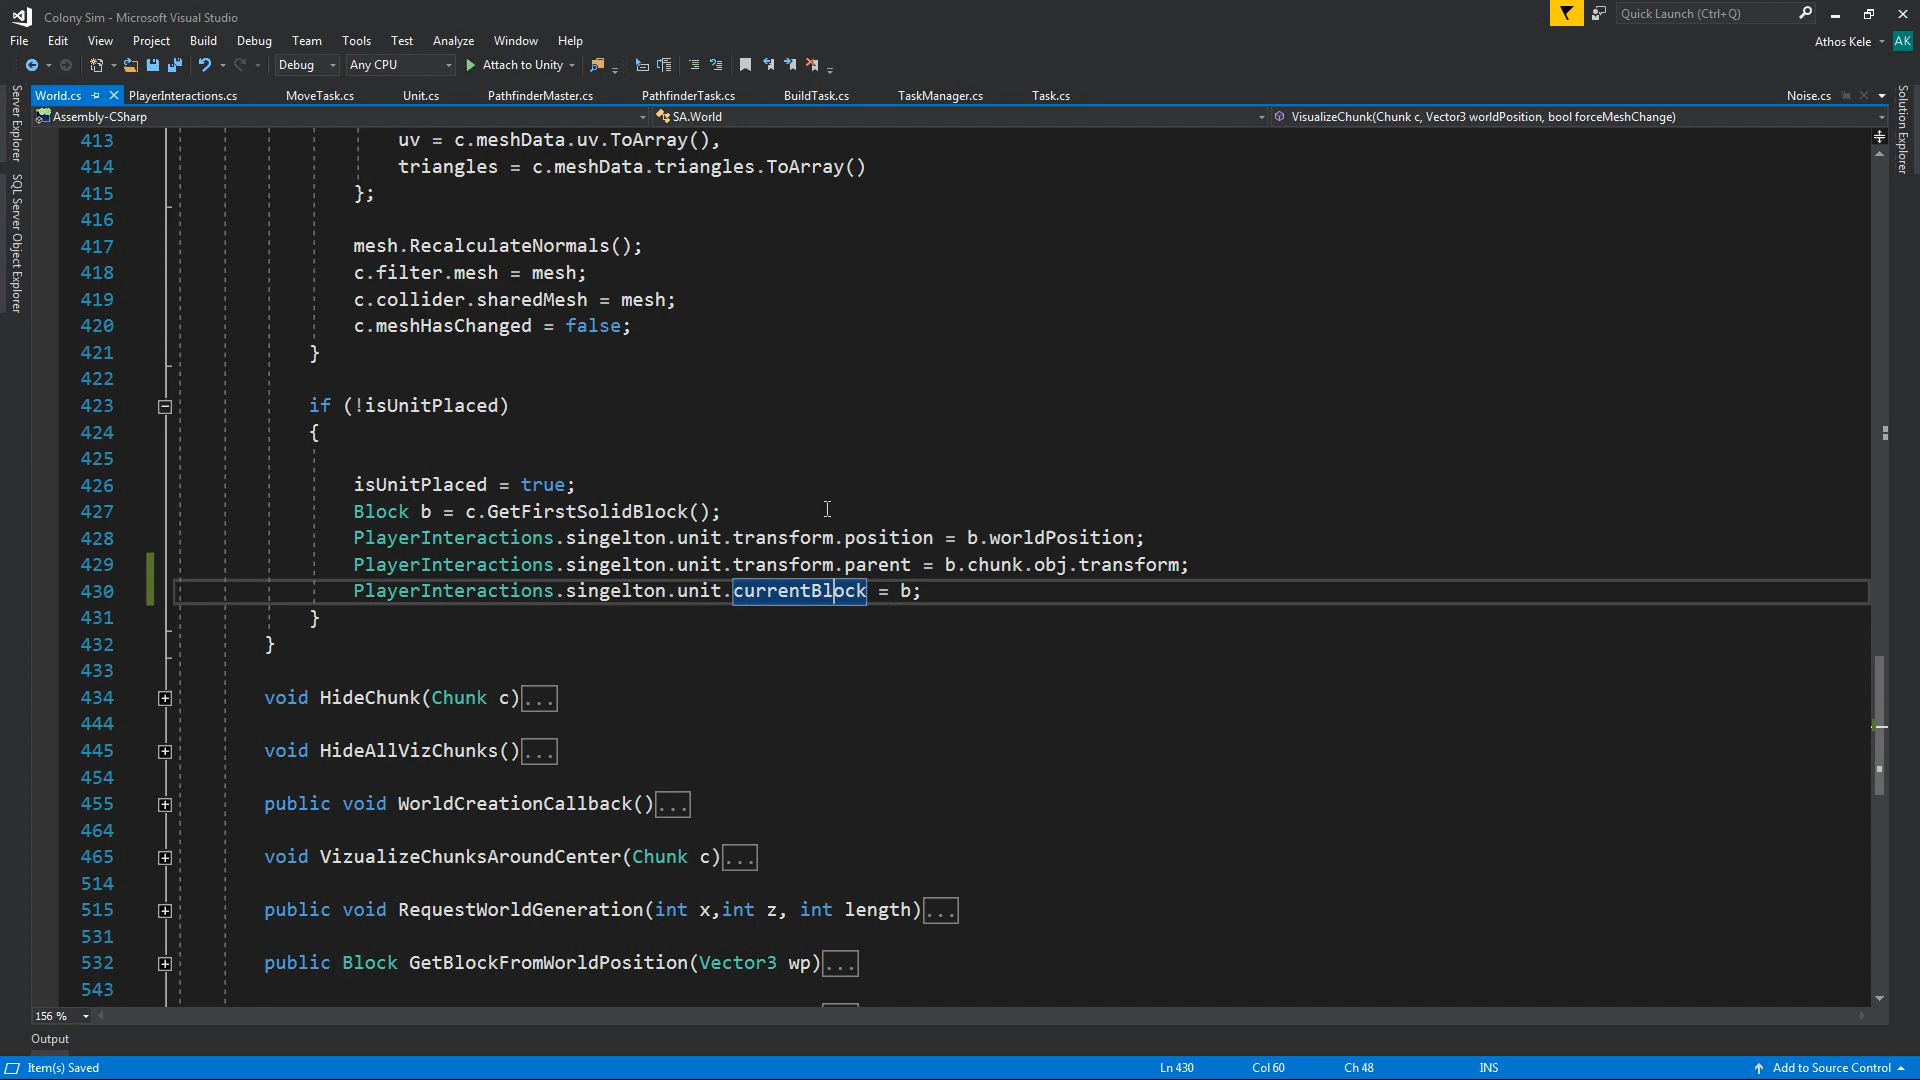 Colony Sim - Microsoft Visual Studio
Quick Launch (Ctrl+Q)
File Edit View Project Build Debug Team Tools Test Analyze Window Help
Athos Kele AK
Debug Any CPU Attach to Unity
Server Explorer
SQL Server Object Explorer
World.cs PlayerInteractions.cs MoveTask.cs Unit.cs PathfinderMaster.cs PathfinderTask.cs BuildTask.cs TaskManager.cs Task.cs Noise.cs
Solution Explorer
Assembly-CSharp SA.World VisualizeChunk(Chunk c, Vector3 worldPosition, bool forceMeshChange)
413 uv = c.meshData.uv.ToArray(),
414 triangles = c.meshData.triangles.ToArray()
415 };
416
417 mesh.RecalculateNormals();
418 c.filter.mesh = mesh;
419 c.collider.sharedMesh = mesh;
420 c.meshHasChanged = false;
421 }
422
423 if (!isUnitPlaced)
424 {
425
426 isUnitPlaced = true;
427 Block b = c.GetFirstSolidBlock();
428 PlayerInteractions.singelton.unit.transform.position = b.worldPosition;
429 PlayerInteractions.singelton.unit.transform.parent = b.chunk.obj.transform;
430 PlayerInteractions.singelton.unit.currentBlock = b;
431 }
432 }
433
434 void HideChunk(Chunk c)...
444
445 void HideAllVizChunks()...
454
455 public void WorldCreationCallback()...
464
465 void VizualizeChunksAroundCenter(Chunk c)...
514
515 public void RequestWorldGeneration(int x,int z, int length)...
531
532 public Block GetBlockFromWorldPosition(Vector3 wp)...
543
156 %
Output
Item(s) Saved Ln 430 Col 60 Ch 48 INS Add to Source Control